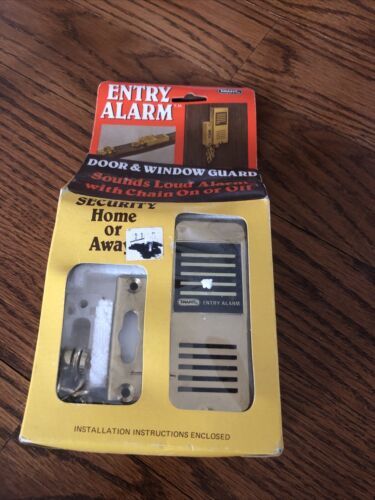 ENTRY
ALARM™
DOOR & WINDOW GUARD
Sounds Loud Alarm
with Chain On or Off
SECURITY
Home
or
Away
ENTRY ALARM
INSTALLATION INSTRUCTIONS ENCLOSED